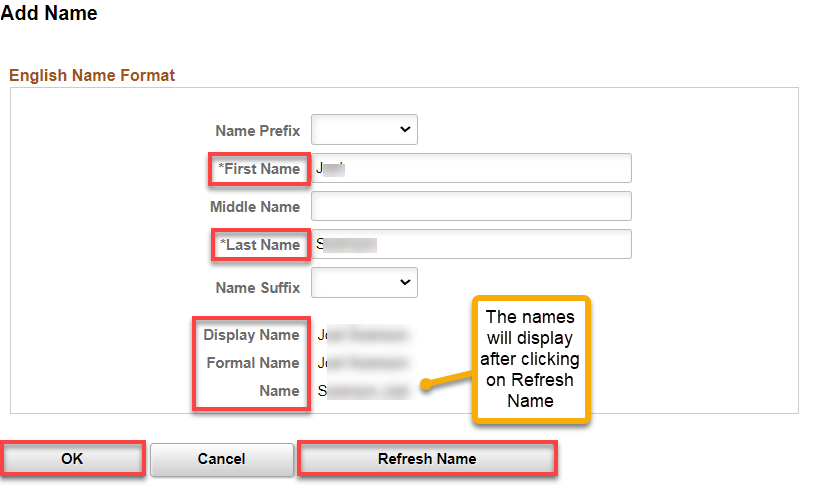 Add Name
English Name Format
Name Prefix
*First Name J
Middle Name
*Last Name S
Name Suffix
Display Name
Formal Name
Name S
The names
will display
after clicking
on Refresh
Name
OK Cancel Refresh Name